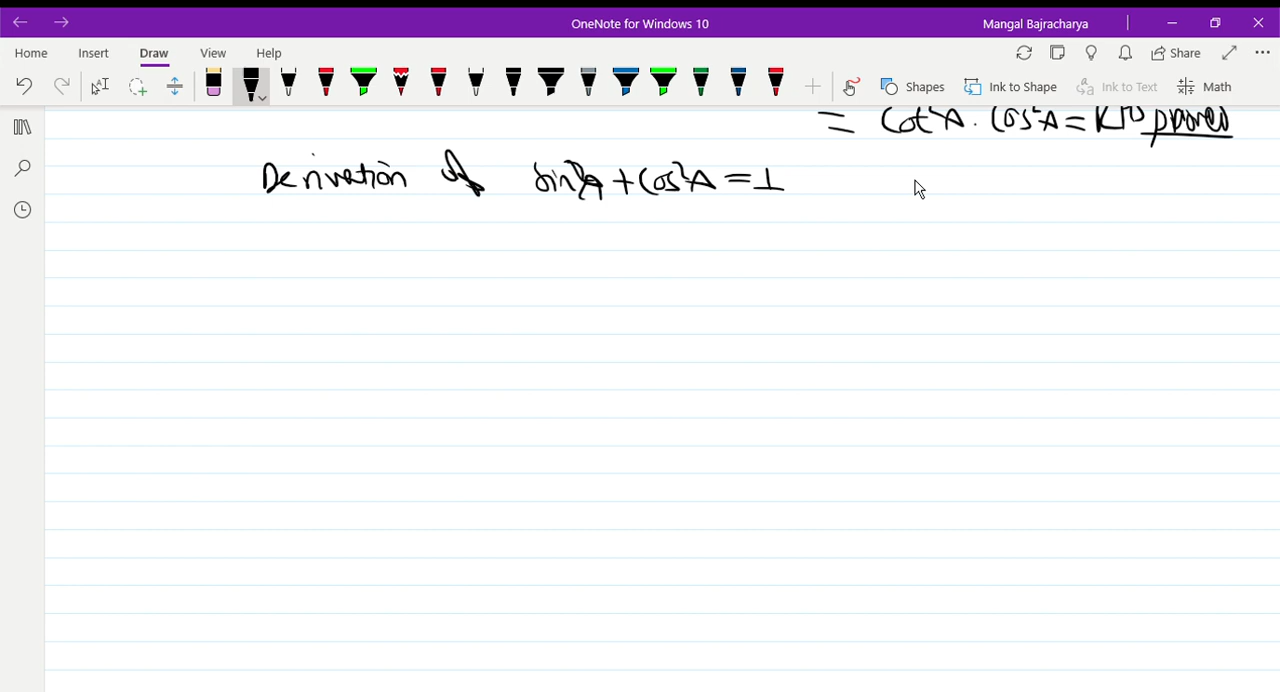 OneNote for Windows 10
Mangal Bajracharya
Home Insert Draw View Help
Share
Shapes Ink to Shape Ink to Text Math
= Cot²A . Cos²A = RHS proved
Derivation of sin²A + Cos²A = 1